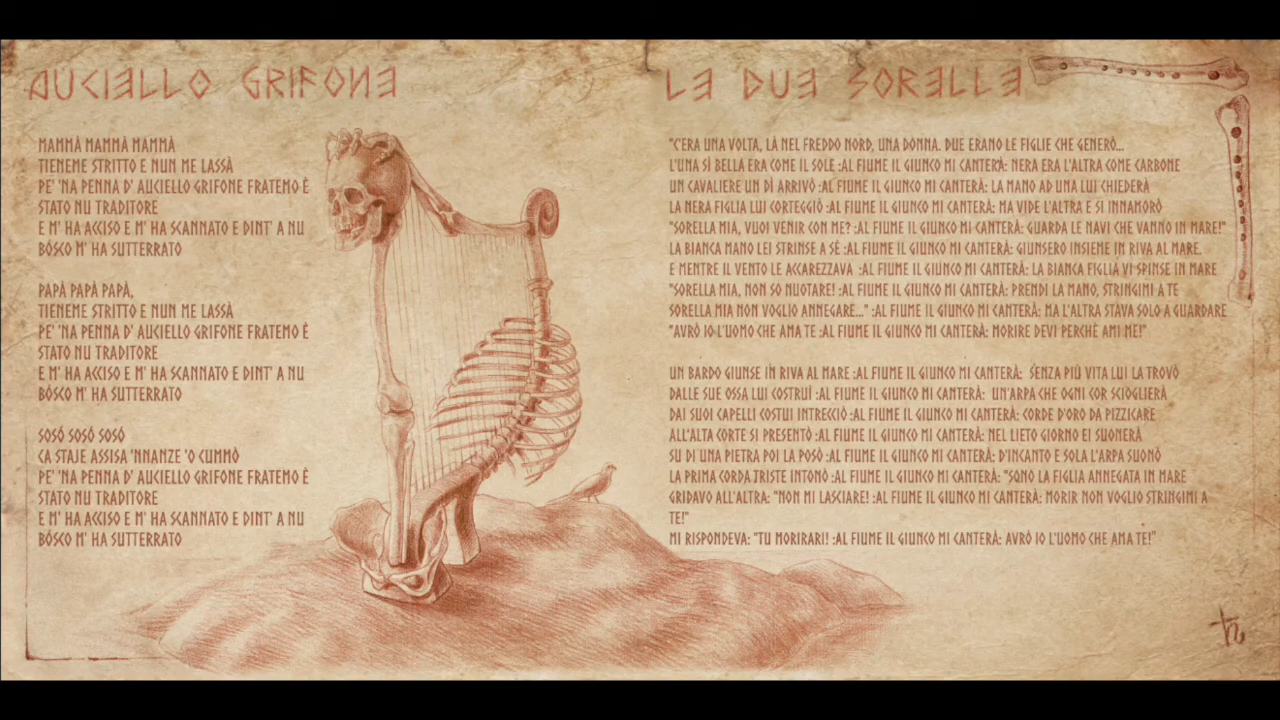 AUCIELLO GRIFONE
MAMMÀ MAMMÀ MAMMÀ
TIENEME STRITTO E NUN ME LASSÀ
PE' 'NA PENNA D' AUCIELLO GRIFONE FRATEMO È
STATO NU TRADITORE
E M' HA ACCISO E M' HA SCANNATO E DINT' A NU
BÓSCO M' HA SUTTERRATO
PAPÀ PAPÀ PAPÀ,
TIENEME STRITTO E NUN ME LASSÀ
PE' 'NA PENNA D' AUCIELLO GRIFONE FRATEMO È
STATO NU TRADITORE
E M' HA ACCISO E M' HA SCANNATO E DINT' A NU
BÓSCO M' HA SUTTERRATO
SOSÓ SOSÓ SOSÓ
CA STAJE ASSISA 'NNANZE 'O CUMMÒ
PE' 'NA PENNA D' AUCIELLO GRIFONE FRATEMO È
STATO NU TRADITORE
E M' HA ACCISO E M' HA SCANNATO E DINT' A NU
BÓSCO M' HA SUTTERRATO
LE DUE SORELLE
"C'ERA UNA VOLTA, LÀ NEL FREDDO NORD, UNA DONNA. DUE ERANO LE FIGLIE CHE GENERÒ...
L'UNA SÌ BELLA ERA COME IL SOLE :AL FIUME IL GIUNCO MI CANTERÀ: NERA ERA L'ALTRA COME CARBONE
UN CAVALIERE UN DÌ ARRIVÒ :AL FIUME IL GIUNCO MI CANTERÀ: LA MANO AD UNA LUI CHIEDERÀ
LA NERA FIGLIA LUI CORTEGGIÒ :AL FIUME IL GIUNCO MI CANTERÀ: MA VIDE L'ALTRA E SI INNAMORÒ
"SORELLA MIA, VUOI VENIR CON ME? :AL FIUME IL GIUNCO MI CANTERÀ: GUARDA LE NAVI CHE VANNO IN MARE!"
LA BIANCA MANO LEI STRINSE A SÈ :AL FIUME IL GIUNCO MI CANTERÀ: GIUNSERO INSIEME IN RIVA AL MARE.
E MENTRE IL VENTO LE ACCAREZZAVA :AL FIUME IL GIUNCO MI CANTERÀ: LA BIANCA FIGLIA VI SPINSE IN MARE
"SORELLA MIA, NON SO NUOTARE! :AL FIUME IL GIUNCO MI CANTERÀ: PRENDI LA MANO, STRINGIMI A TE
SORELLA MIA NON VOGLIO ANNEGARE..." :AL FIUME IL GIUNCO MI CANTERÀ: MA L'ALTRA STAVA SOLO A GUARDARE
"AVRÒ IO L'UOMO CHE AMA TE :AL FIUME IL GIUNCO MI CANTERÀ: MORIRE DEVI PERCHÈ AMI ME!"
UN BARDO GIUNSE IN RIVA AL MARE :AL FIUME IL GIUNCO MI CANTERÀ: SENZA PIÙ VITA LUI LA TROVÒ
DALLE SUE OSSA LUI COSTRUÌ :AL FIUME IL GIUNCO MI CANTERÀ: UN'ARPA CHE OGNI COR SCIOGLIERÀ
DAI SUOI CAPELLI COSTUI INTRECCIÒ :AL FIUME IL GIUNCO MI CANTERÀ: CORDE D'ORO DA PIZZICARE
ALL'ALTA CORTE SI PRESENTÒ :AL FIUME IL GIUNCO MI CANTERÀ: NEL LIETO GIORNO EI SUONERÀ
SU DI UNA PIETRA POI LA POSÒ :AL FIUME IL GIUNCO MI CANTERÀ: D'INCANTO E SOLA L'ARPA SUONÒ
LA PRIMA CORDA TRISTE INTONÒ :AL FIUME IL GIUNCO MI CANTERÀ: "SONO LA FIGLIA ANNEGATA IN MARE
GRIDAVO ALL'ALTRA: "NON MI LASCIARE! :AL FIUME IL GIUNCO MI CANTERÀ: MORIR NON VOGLIO STRINGIMI A
TE!"
MI RISPONDEVA: "TU MORIRARI! :AL FIUME IL GIUNCO MI CANTERÀ: AVRÒ IO L'UOMO CHE AMA TE!"